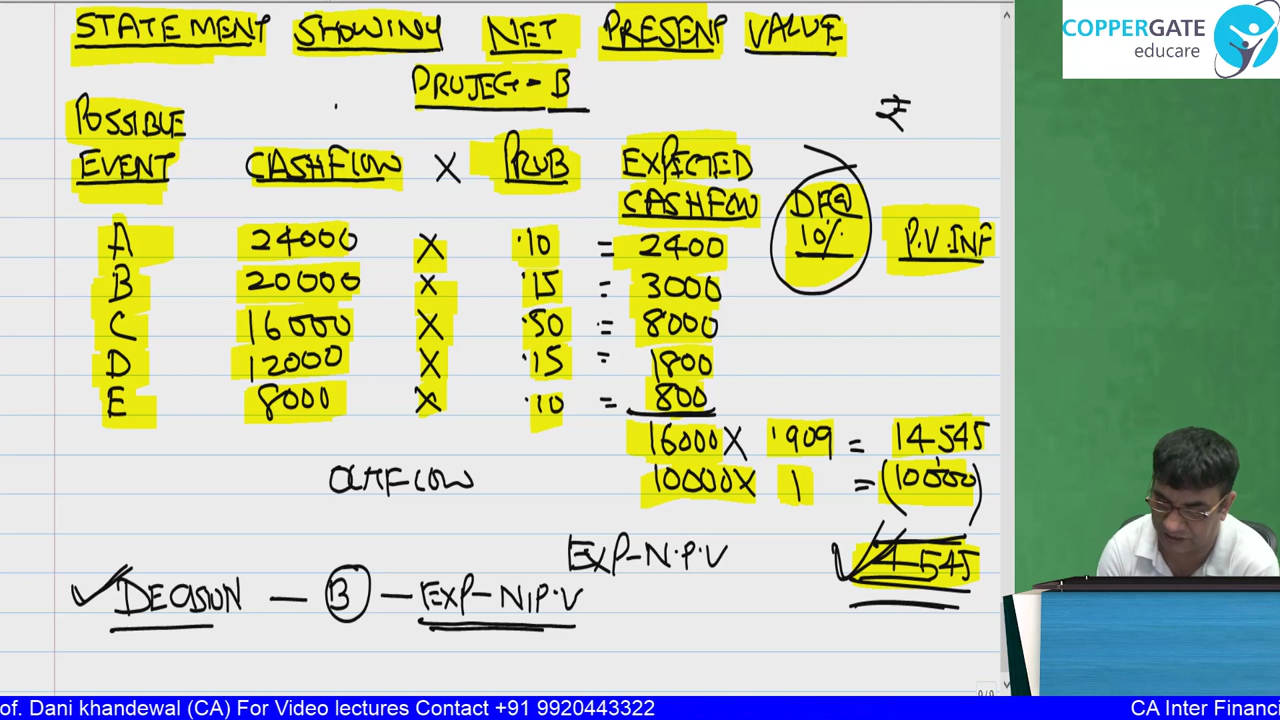 STATEMENT SHOWING NET PRESENT VALUE
PROJECT - B
₹
POSSIBLE
EVENT CASHFLOW X PROB EXPECTED
CASHFLOW DF@ 10% P.V.INF
A 24000 X .10 = 2400
B 20000 X .15 = 3000
C 16000 X .50 = 8000
D 12000 X .15 = 1800
E 8000 X .10 = 800
16000 X .909 = 14545
OUTFLOW 10000 X 1 = (10000)
EXP-N.P.V 4545
DECISION - B - EXP-N.P.V
COPPERGATE
educare
of. Dani khandewal (CA) For Video lectures Contact +91 9920443322 CA Inter Financ